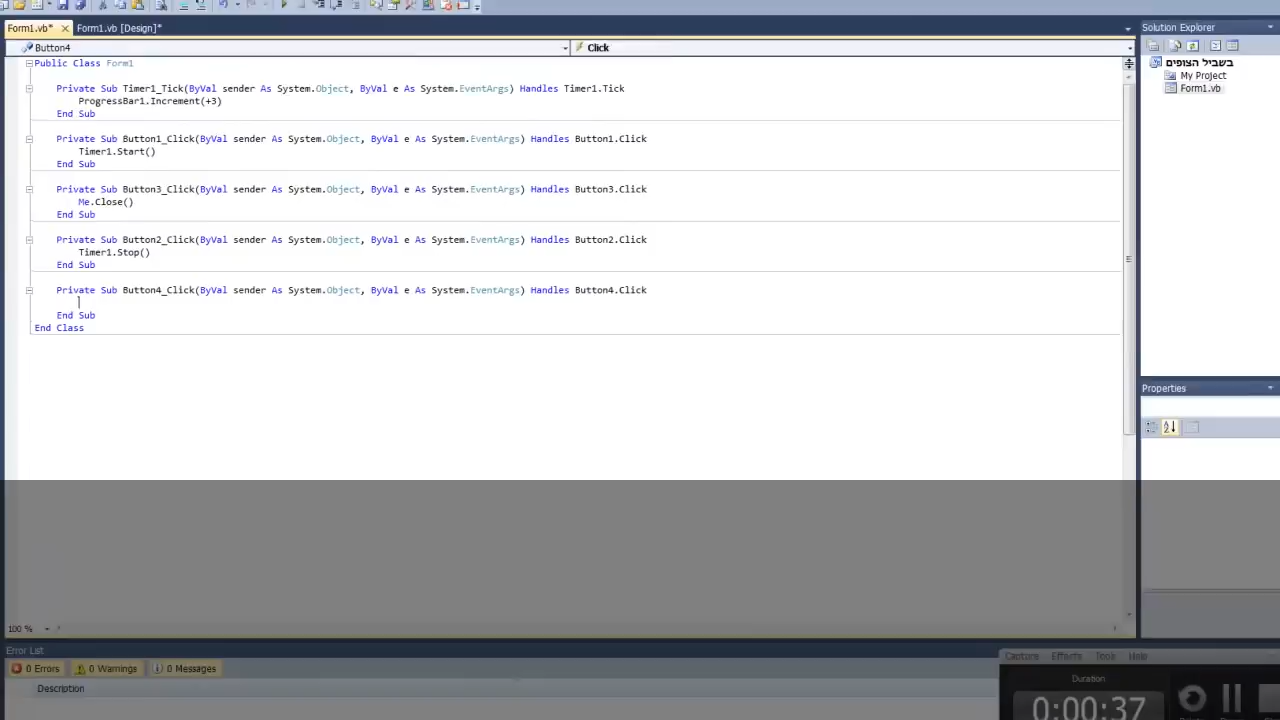 Form1.vb*
Form1.vb [Design]*
Button4
Click
Public Class Form1
Private Sub Timer1_Tick(ByVal sender As System.Object, ByVal e As System.EventArgs) Handles Timer1.Tick
ProgressBar1.Increment(+3)
End Sub
Private Sub Button1_Click(ByVal sender As System.Object, ByVal e As System.EventArgs) Handles Button1.Click
Timer1.Start()
End Sub
Private Sub Button3_Click(ByVal sender As System.Object, ByVal e As System.EventArgs) Handles Button3.Click
Me.Close()
End Sub
Private Sub Button2_Click(ByVal sender As System.Object, ByVal e As System.EventArgs) Handles Button2.Click
Timer1.Stop()
End Sub
Private Sub Button4_Click(ByVal sender As System.Object, ByVal e As System.EventArgs) Handles Button4.Click
End Sub
End Class
100 %
Solution Explorer
בשביל הצופים
My Project
Form1.vb
Properties
Error List
0 Errors
0 Warnings
0 Messages
Description
Capture Effects Tools Help
Duration
0:00:37